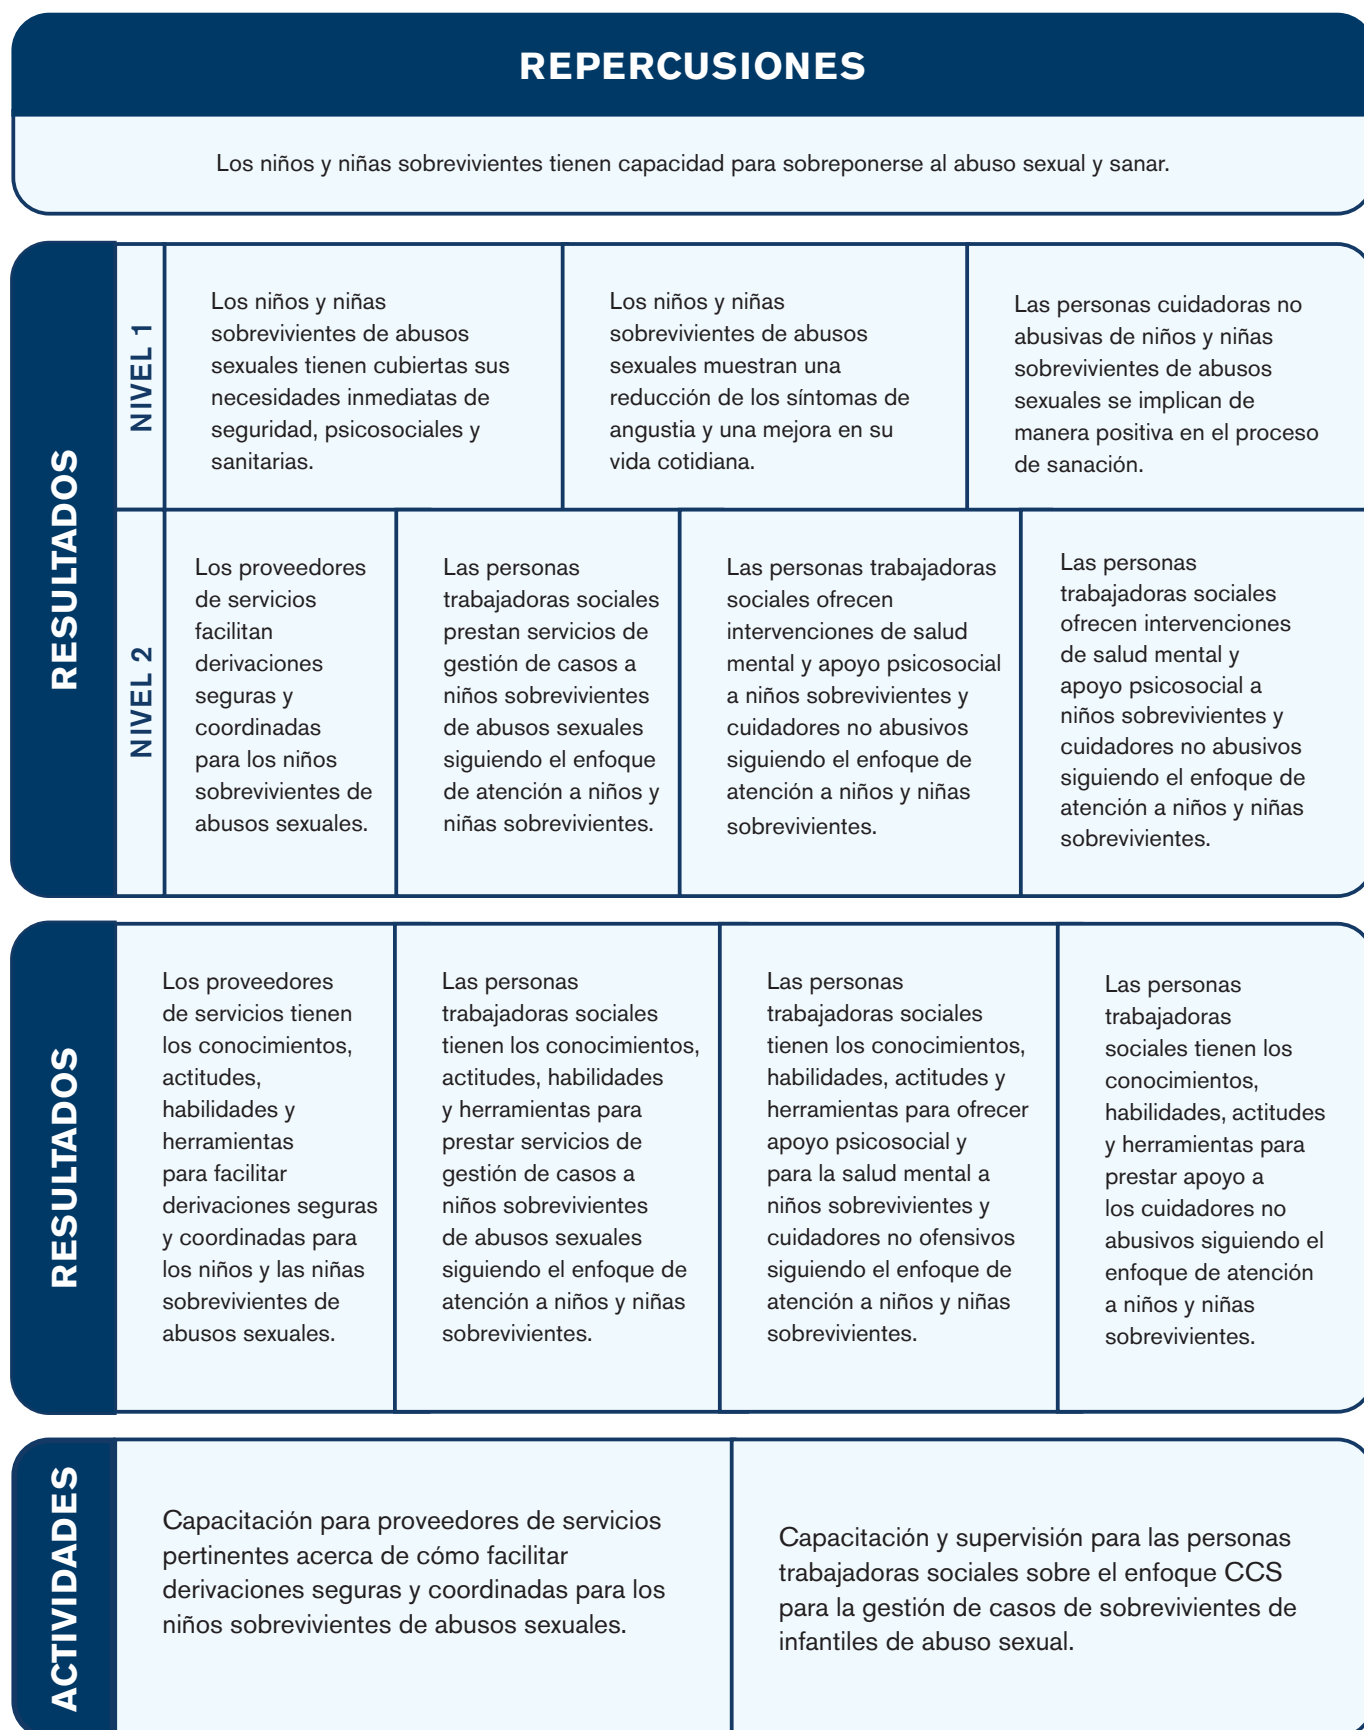 REPERCUSIONES
Los niños y niñas sobrevivientes tienen capacidad para sobreponerse al abuso sexual y sanar.
RESULTADOS
NIVEL 1
Los niños y niñas
sobrevivientes de abusos
sexuales tienen cubiertas sus
necesidades inmediatas de
seguridad, psicosociales y
sanitarias.
Los niños y niñas
sobrevivientes de abusos
sexuales muestran una
reducción de los síntomas de
angustia y una mejora en su
vida cotidiana.
Las personas cuidadoras no
abusivas de niños y niñas
sobrevivientes de abusos
sexuales se implican de
manera positiva en el proceso
de sanación.
NIVEL 2
Los proveedores
de servicios
facilitan
derivaciones
seguras y
coordinadas
para los niños
sobrevivientes de
abusos sexuales.
Las personas
trabajadoras sociales
prestan servicios de
gestión de casos a
niños sobrevivientes
de abusos sexuales
siguiendo el enfoque
de atención a niños y
niñas sobrevivientes.
Las personas trabajadoras
sociales ofrecen
intervenciones de salud
mental y apoyo psicosocial
a niños sobrevivientes y
cuidadores no abusivos
siguiendo el enfoque de
atención a niños y niñas
sobrevivientes.
Las personas
trabajadoras sociales
ofrecen intervenciones
de salud mental y
apoyo psicosocial a
niños sobrevivientes y
cuidadores no abusivos
siguiendo el enfoque de
atención a niños y niñas
sobrevivientes.
RESULTADOS
Los proveedores
de servicios tienen
los conocimientos,
actitudes,
habilidades y
herramientas
para facilitar
derivaciones seguras
y coordinadas para
los niños y las niñas
sobrevivientes de
abusos sexuales.
Las personas
trabajadoras sociales
tienen los conocimientos,
actitudes, habilidades
y herramientas para
prestar servicios de
gestión de casos a
niños sobrevivientes
de abusos sexuales
siguiendo el enfoque de
atención a niños y niñas
sobrevivientes.
Las personas
trabajadoras sociales
tienen los conocimientos,
habilidades, actitudes y
herramientas para ofrecer
apoyo psicosocial y
para la salud mental a
niños sobrevivientes y
cuidadores no ofensivos
siguiendo el enfoque de
atención a niños y niñas
sobrevivientes.
Las personas
trabajadoras
sociales tienen los
conocimientos,
habilidades, actitudes
y herramientas para
prestar apoyo a
los cuidadores no
abusivos siguiendo el
enfoque de atención
a niños y niñas
sobrevivientes.
ACTIVIDADES
Capacitación para proveedores de servicios
pertinentes acerca de cómo facilitar
derivaciones seguras y coordinadas para los
niños sobrevivientes de abusos sexuales.
Capacitación y supervisión para las personas
trabajadoras sociales sobre el enfoque CCS
para la gestión de casos de sobrevivientes de
infantiles de abuso sexual.